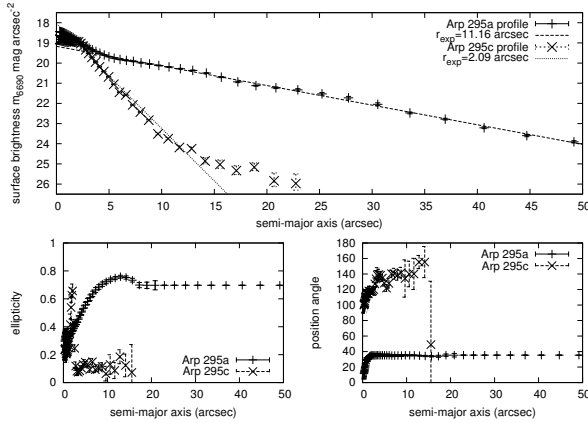 surface brightness m6690 mag arcsec-2
18
19
20
21
22
23
24
25
26
Arp 295a profile
rexp=11.16 arcsec
Arp 295c profile
rexp=2.09 arcsec
0 5 10 15 20 25 30 35 40 45 50
semi-major axis (arcsec)
ellipticity
1
0.8
0.6
0.4
0.2
0
Arp 295a
Arp 295c
0 10 20 30 40 50
semi-major axis (arcsec)
position angle
180
160
140
120
100
80
60
40
20
0
Arp 295a
Arp 295c
0 10 20 30 40 50
semi-major axis (arcsec)